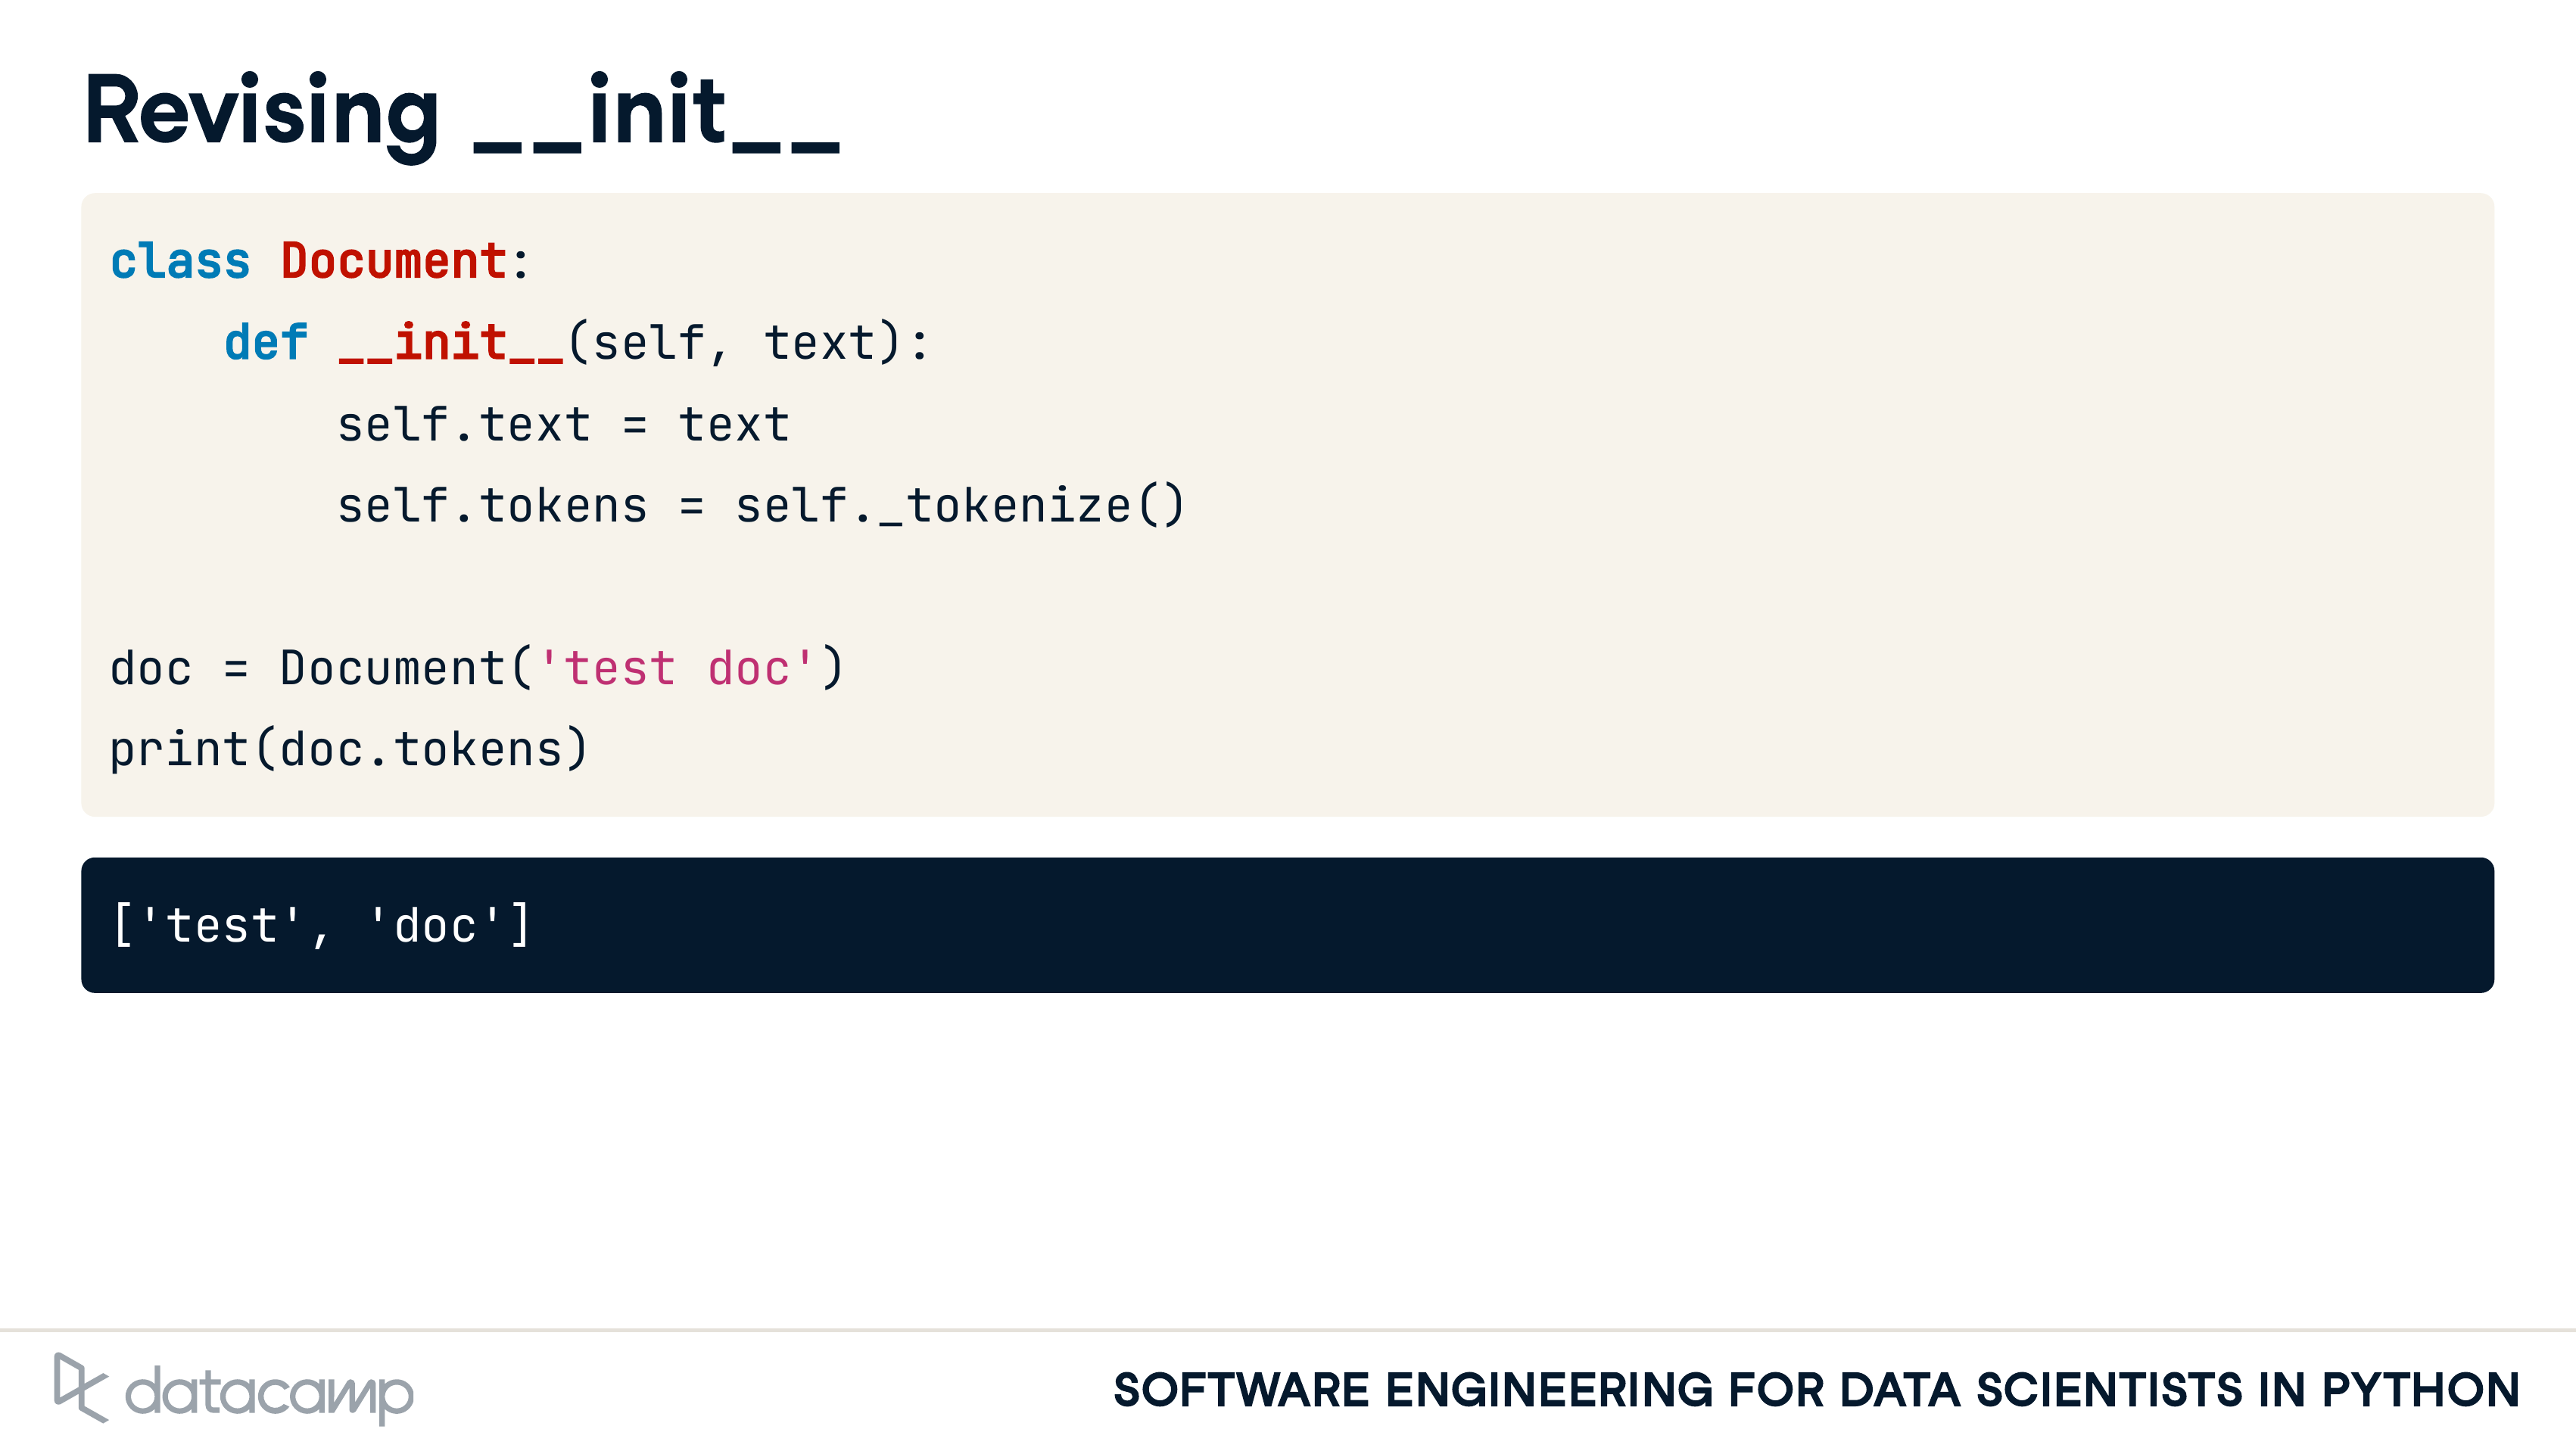 Revising __init__
class Document:
    def __init__(self, text):
        self.text = text
        self.tokens = self._tokenize()

doc = Document('test doc')
print(doc.tokens)
['test', 'doc']
datacamp
SOFTWARE ENGINEERING FOR DATA SCIENTISTS IN PYTHON